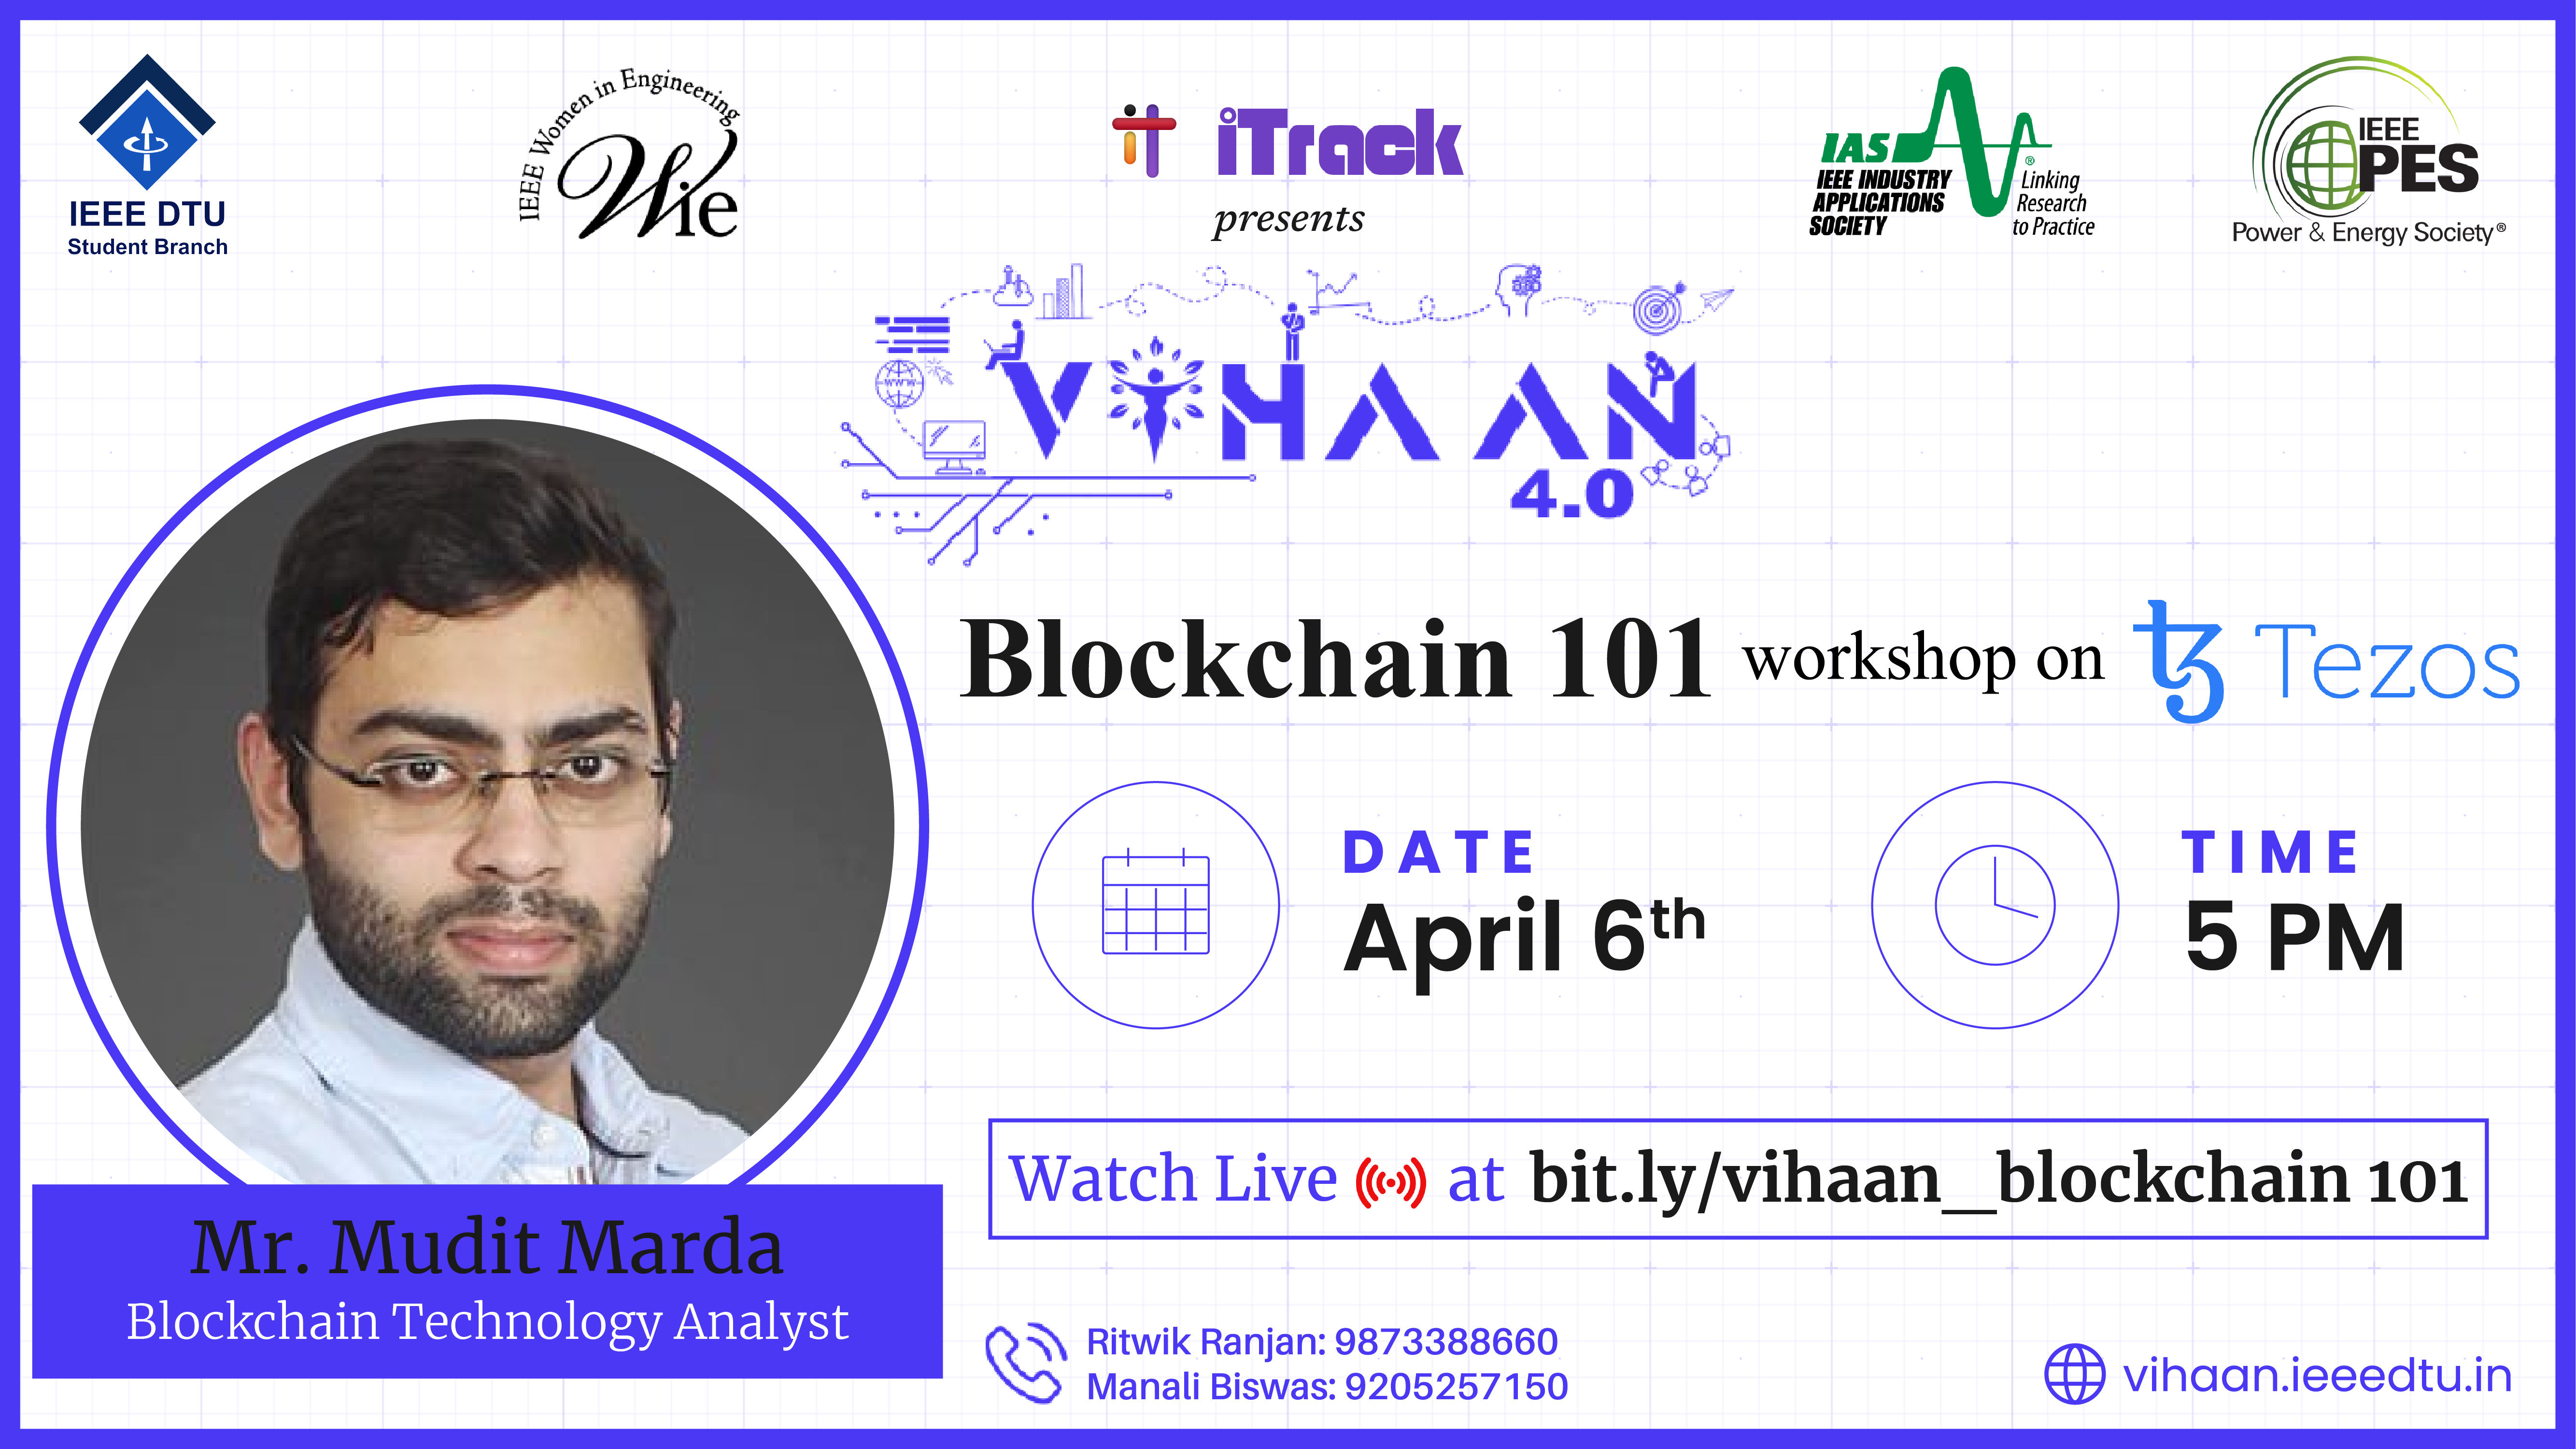 IEEE DTU
Student Branch
IEEE Women in Engineering
Wie
iTrack
presents
IAS
®
IEEE INDUSTRY
APPLICATIONS
SOCIETY
Linking
Research
to Practice
IEEE
PES
Power & Energy Society®
WWW
VIHAAN
4.0
Blockchain 101 workshop on Tezos
DATE
April 6th
TIME
5 PM
Watch Live at bit.ly/vihaan__blockchain 101
Mr. Mudit Marda
Blockchain Technology Analyst
Ritwik Ranjan: 9873388660
Manali Biswas: 9205257150
vihaan.ieeedtu.in